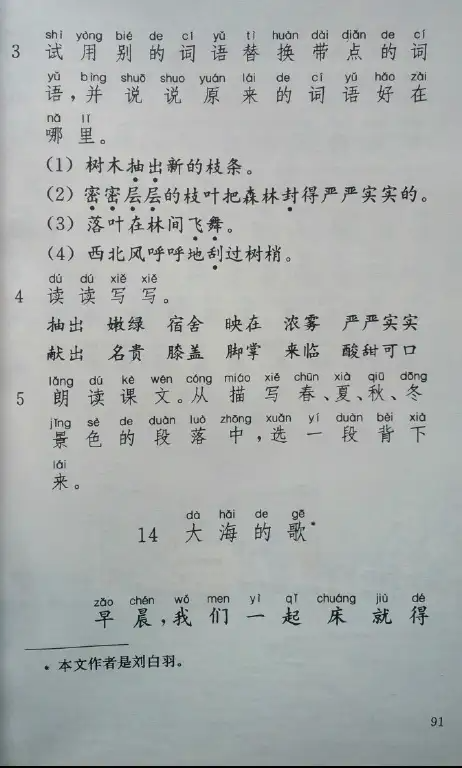 shì yòng bié de cí yǔ tì huàn dài diǎn de cí
3 试用别的词语替换带点的词
yǔ bìng shuō shuo yuán lái de cí yǔ hǎo zài
语，并说说原来的词语好在
nǎ lǐ
哪里。
(1) 树木抽出新的枝条。
(2) 密密层层的枝叶把森林封得严严实实的。
(3) 落叶在林间飞舞。
(4) 西北风呼呼地刮过树梢。
dú dú xiě xiě
4 读读写写。
抽出 嫩绿 宿舍 映在 浓雾 严严实实
献出 名贵 膝盖 脚掌 来临 酸甜可口
lǎng dú kè wén cóng miáo xiě chūn xià qiū dōng
5 朗读课文。从描写春、夏、秋、冬
jǐng sè de duàn luò zhōng xuǎn yí duàn bèi xià
景色的段落中，选一段背下
lái
来。
dà hǎi de gē
14 大海的歌*
zǎo chén wǒ men yì qǐ chuáng jiù dé
早晨，我们一起床就得
* 本文作者是刘白羽。
91